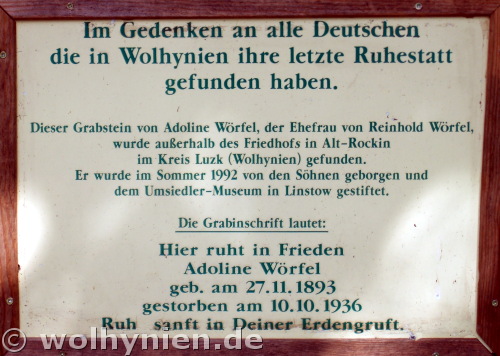 Im Gedenken an alle Deutschen
die in Wolhynien ihre letzte Ruhestatt
gefunden haben.
Dieser Grabstein von Adoline Wörfel, der Ehefrau von Reinhold Wörfel,
wurde außerhalb des Friedhofs in Alt-Rockin
im Kreis Luzk (Wolhynien) gefunden.
Er wurde im Sommer 1992 von den Söhnen geborgen und
dem Umsiedler-Museum in Linstow gestiftet.
Die Grabinschrift lautet:
Hier ruht in Frieden
Adoline Wörfel
geb. am 27.11.1893
gestorben am 10.10.1936
Ruh sanft in Deiner Erdengruft.
© wolhynien.de